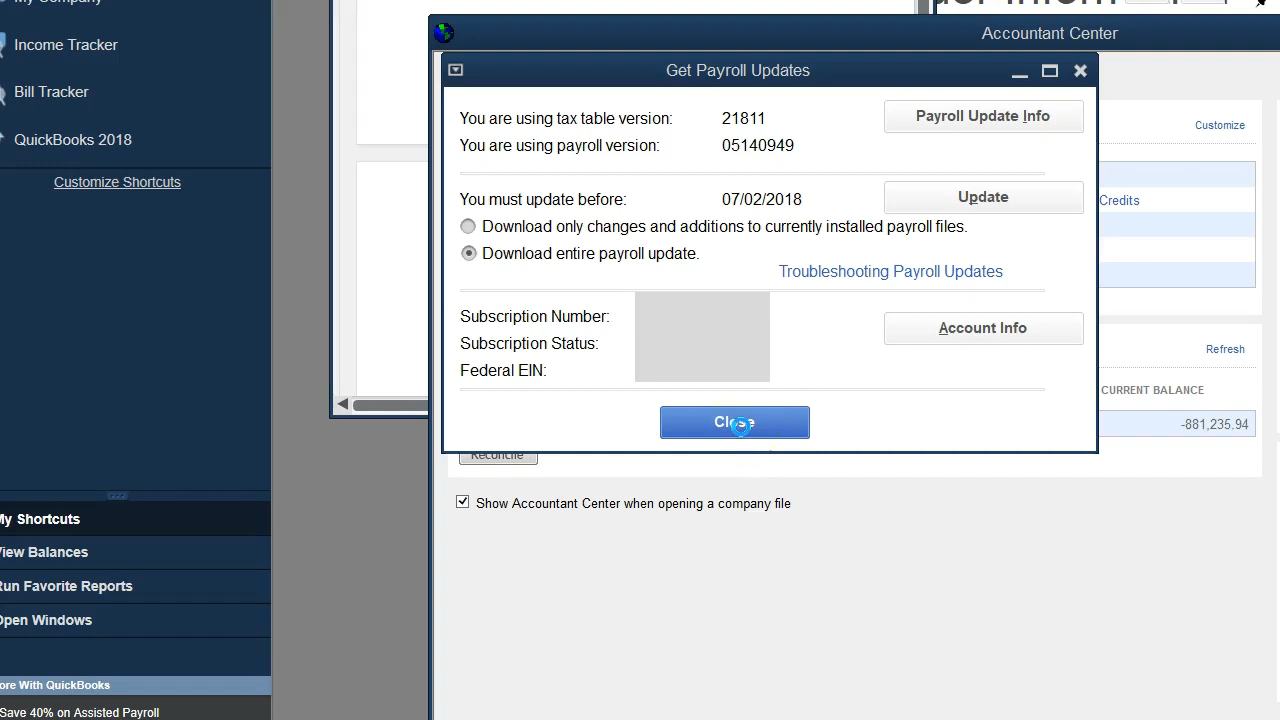 My Company
Income Tracker
Bill Tracker
QuickBooks 2018
Customize Shortcuts
My Shortcuts
View Balances
Run Favorite Reports
Open Windows
ore With QuickBooks
Save 40% on Assisted Payroll
Accountant Center
Get Payroll Updates
You are using tax table version: 21811
Payroll Update Info
You are using payroll version: 05140949
You must update before: 07/02/2018
Update
Download only changes and additions to currently installed payroll files.
Download entire payroll update.
Troubleshooting Payroll Updates
Subscription Number:
Subscription Status:
Account Info
Federal EIN:
Close
Reconcile
Show Accountant Center when opening a company file
Customize
Credits
Refresh
CURRENT BALANCE
-881,235.94